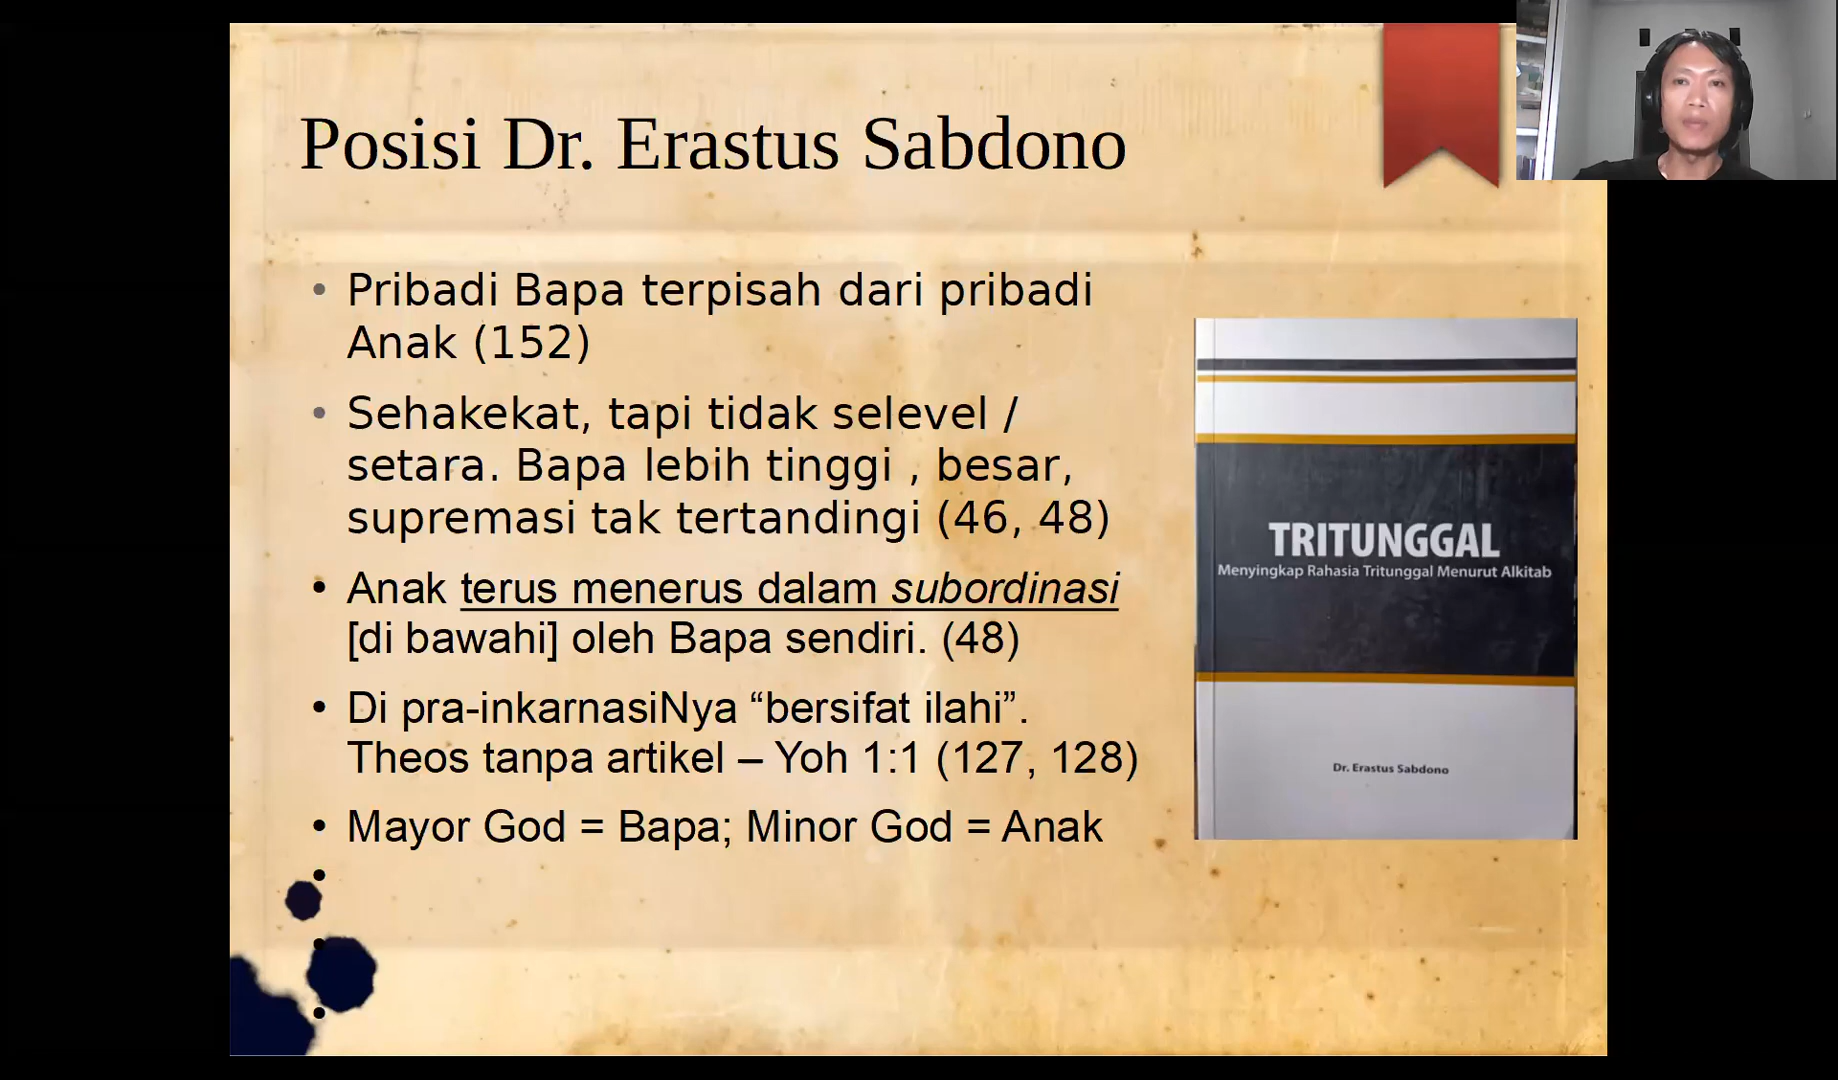 Posisi Dr. Erastus Sabdono
• Pribadi Bapa terpisah dari pribadi
Anak (152)
• Sehakekat, tapi tidak selevel /
setara. Bapa lebih tinggi , besar,
supremasi tak tertandingi (46, 48)
• Anak terus menerus dalam subordinasi
[di bawahi] oleh Bapa sendiri. (48)
• Di pra-inkarnasiNya “bersifat ilahi”.
Theos tanpa artikel – Yoh 1:1 (127, 128)
• Mayor God = Bapa; Minor God = Anak
TRITUNGGAL
Menyingkap Rahasia Tritunggal Menurut Alkitab
Dr. Erastus Sabdono